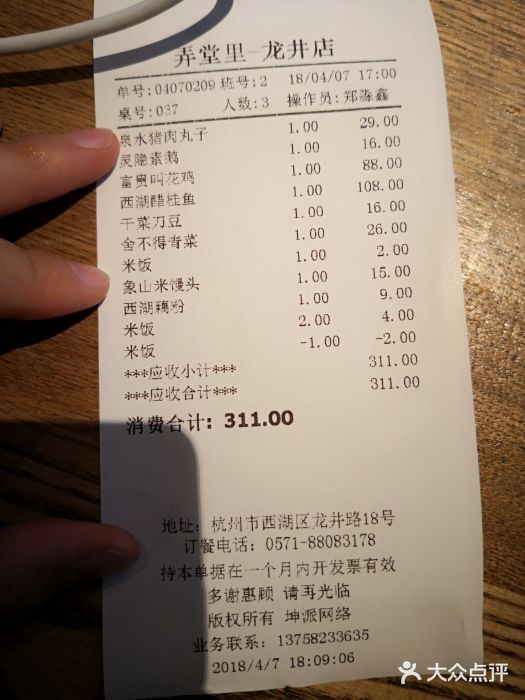 弄堂里-龙井店
单号:04070209 班号:2 18/04/07 17:00
桌号:037 人数:3 操作员:郑淼鑫
泉水猪肉丸子 1.00 29.00
灵隐素鹅 1.00 16.00
富贵叫花鸡 1.00 88.00
西湖醋桂鱼 1.00 108.00
干菜刀豆 1.00 16.00
舍不得青菜 1.00 26.00
米饭 1.00 2.00
象山米馒头 1.00 15.00
西湖藕粉 1.00 9.00
米饭 2.00 4.00
米饭 -1.00 -2.00
***应收小计*** 311.00
***应收合计*** 311.00
消费合计: 311.00
地址: 杭州市西湖区龙井路18号
订餐电话: 0571-88083178
持本单据在一个月内开发票有效
多谢惠顾 请再光临
版权所有 坤派网络
业务联系: 13758233635
2018/4/7 18:09:06
大众点评